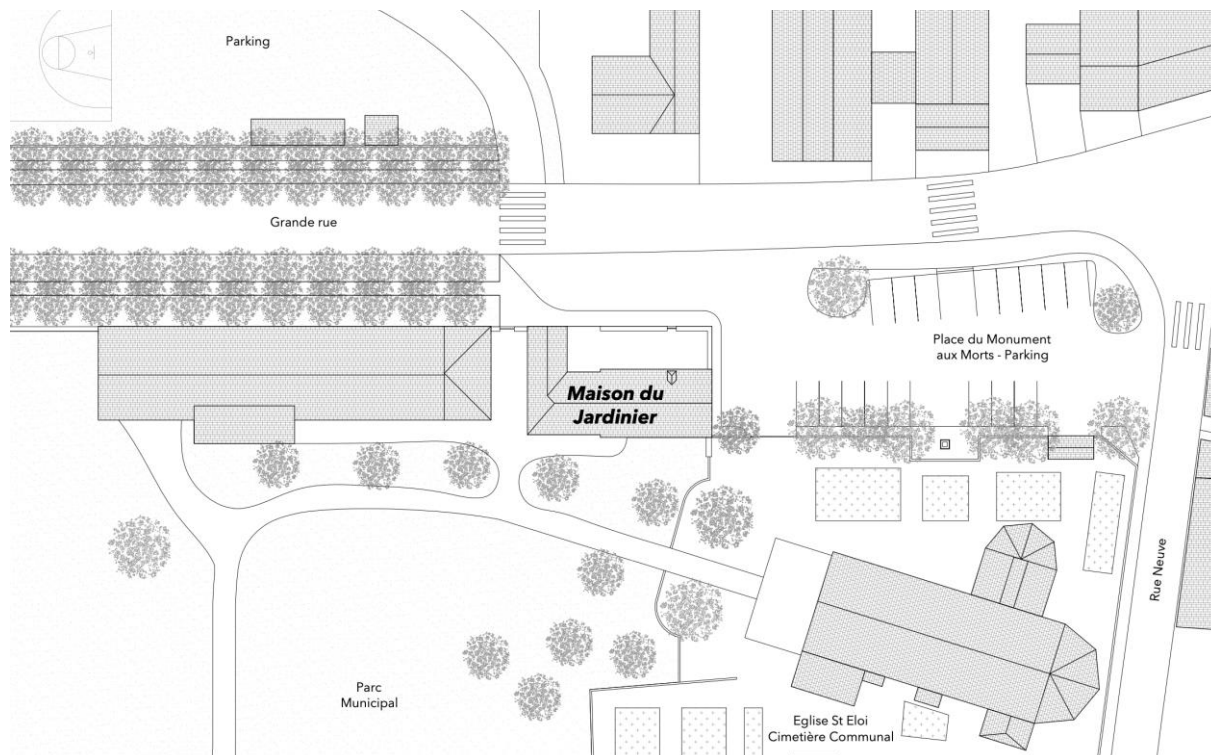 Parking
Grande rue
Place du Monument
aux Morts - Parking
Maison du
Jardinier
Rue Neuve
Parc
Municipal
Eglise St Eloi
Cimetière Communal